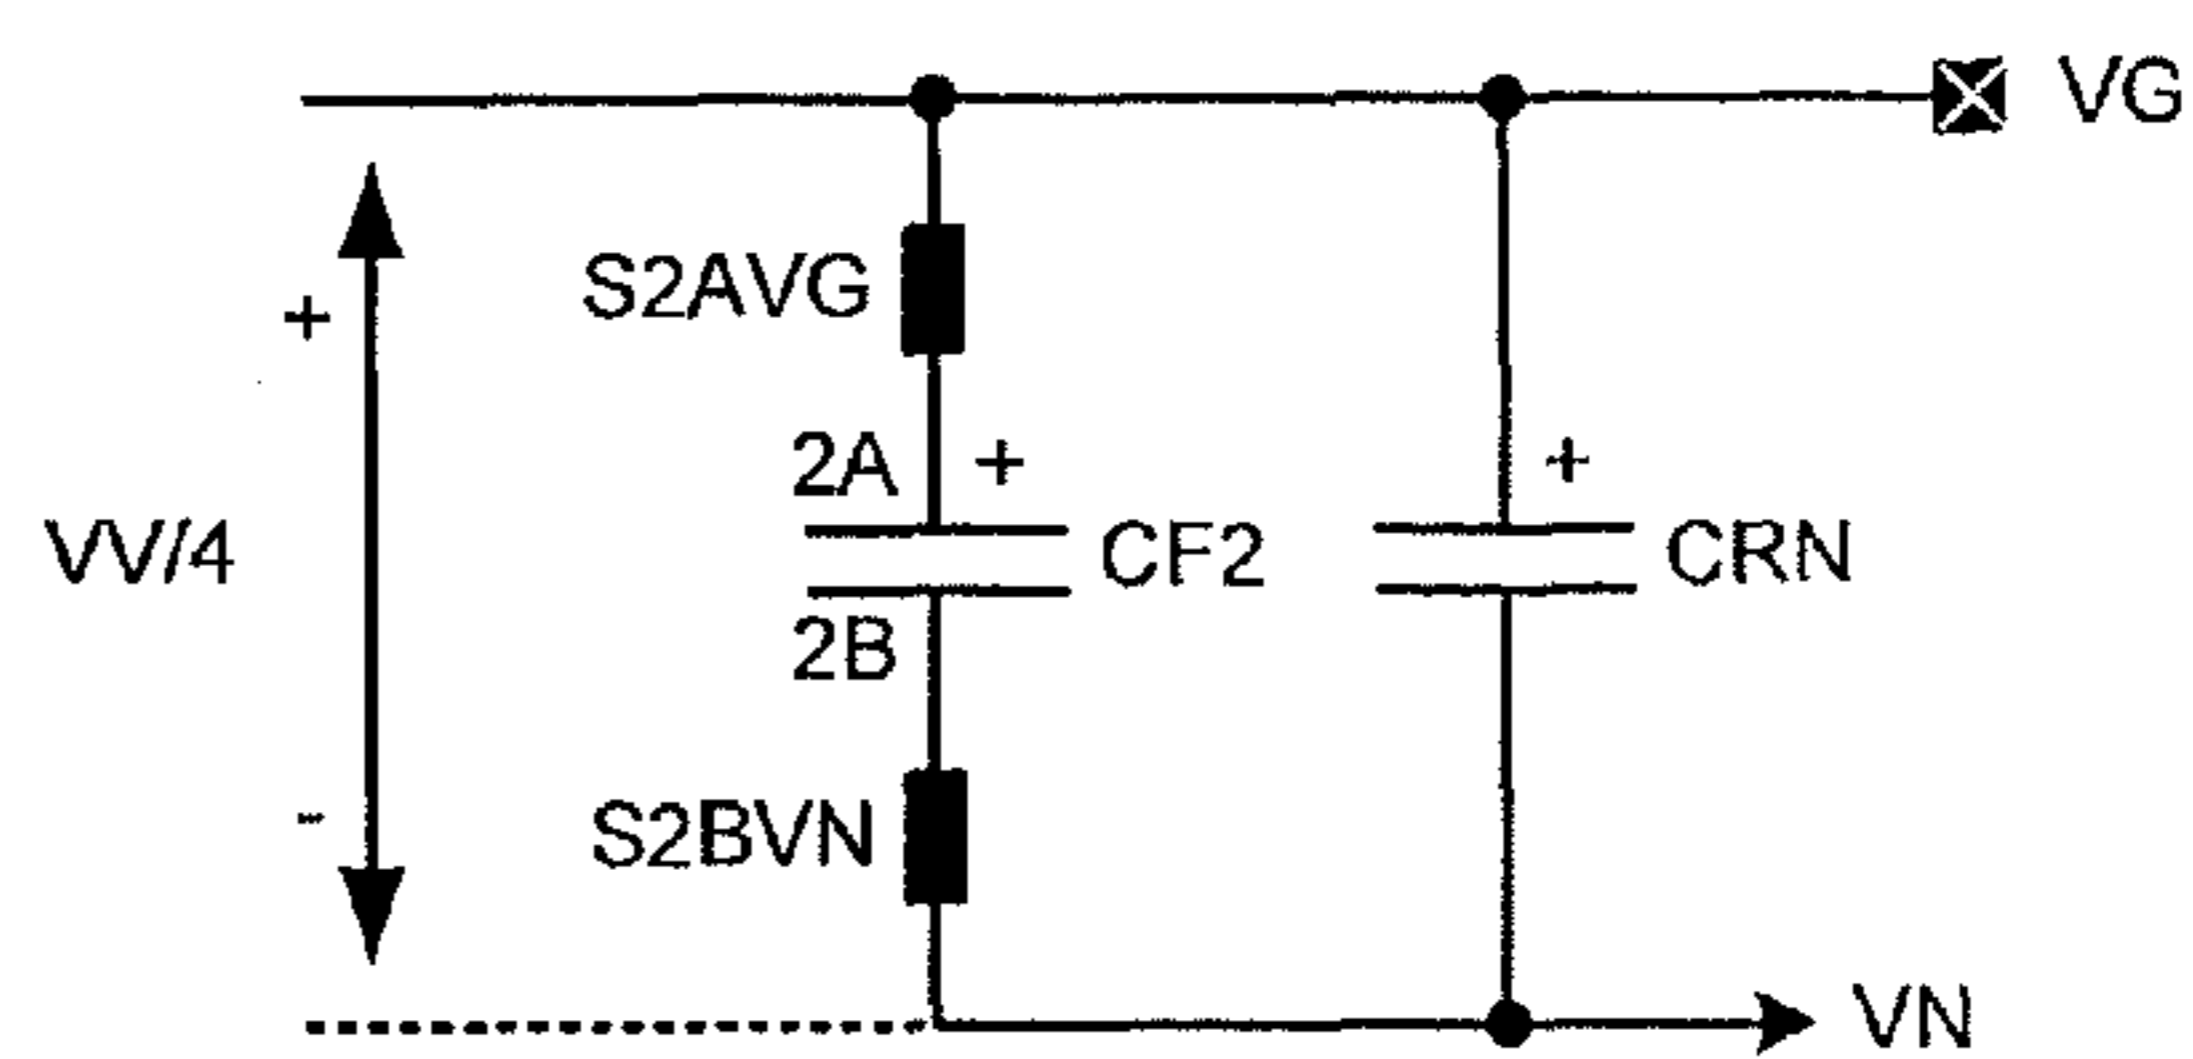 VG
S2AVG
+
2A +
+
VV/4
CF2
CRN
2B
-
S2BVN
VN